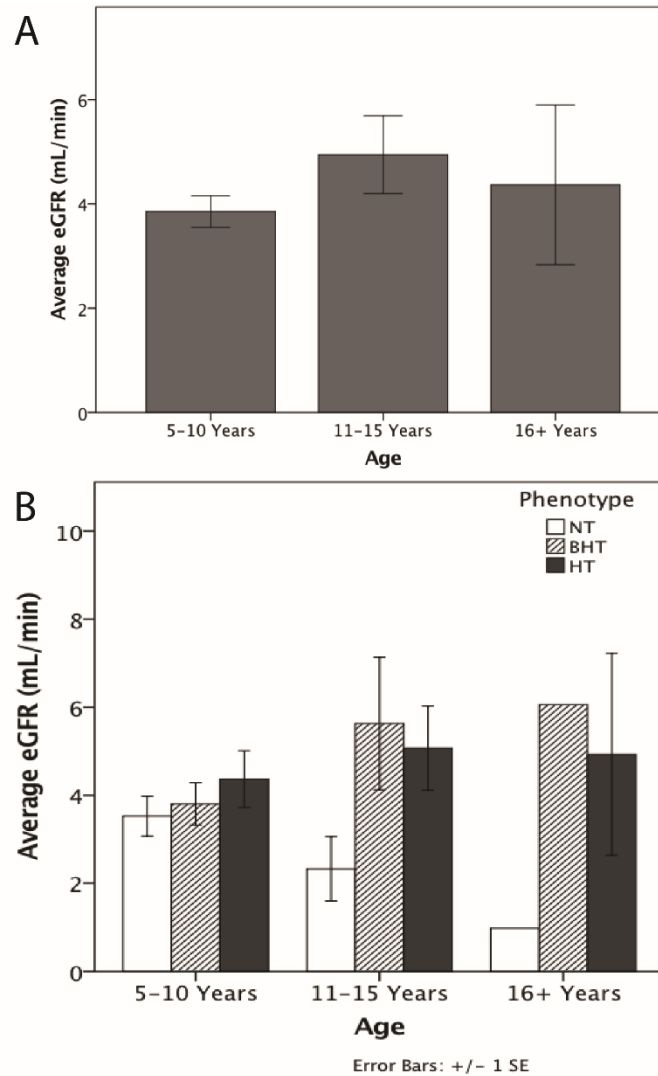 A
Average eGFR (mL/min)
6
4
2
0
5–10 Years
11–15 Years
16+ Years
Age
B
Phenotype
NT
BHT
HT
Average eGFR (mL/min)
10
8
6
4
2
0
5–10 Years
11–15 Years
16+ Years
Age
Error Bars: +/– 1 SE